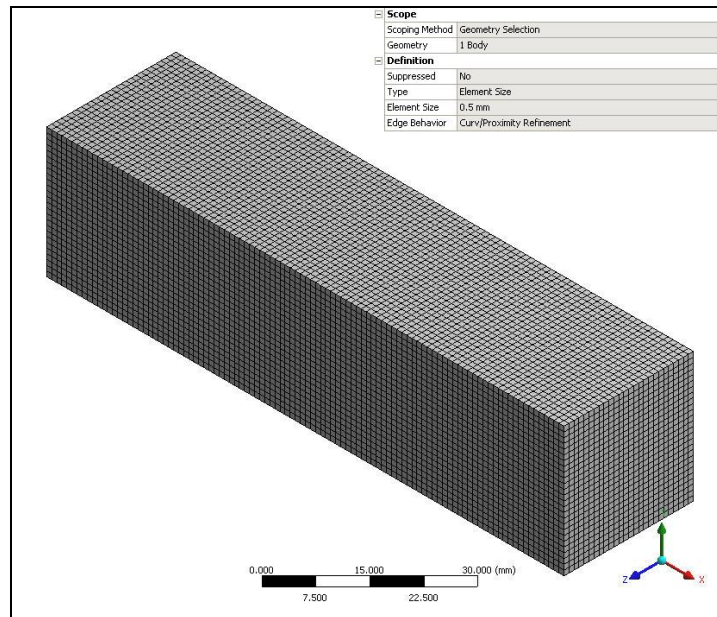 Scope
Scoping Method Geometry Selection
Geometry 1 Body
Definition
Suppressed No
Type Element Size
Element Size 0.5 mm
Edge Behavior Curv/Proximity Refinement
0.000 15.000 30.000 (mm)
7.500 22.500
Z X